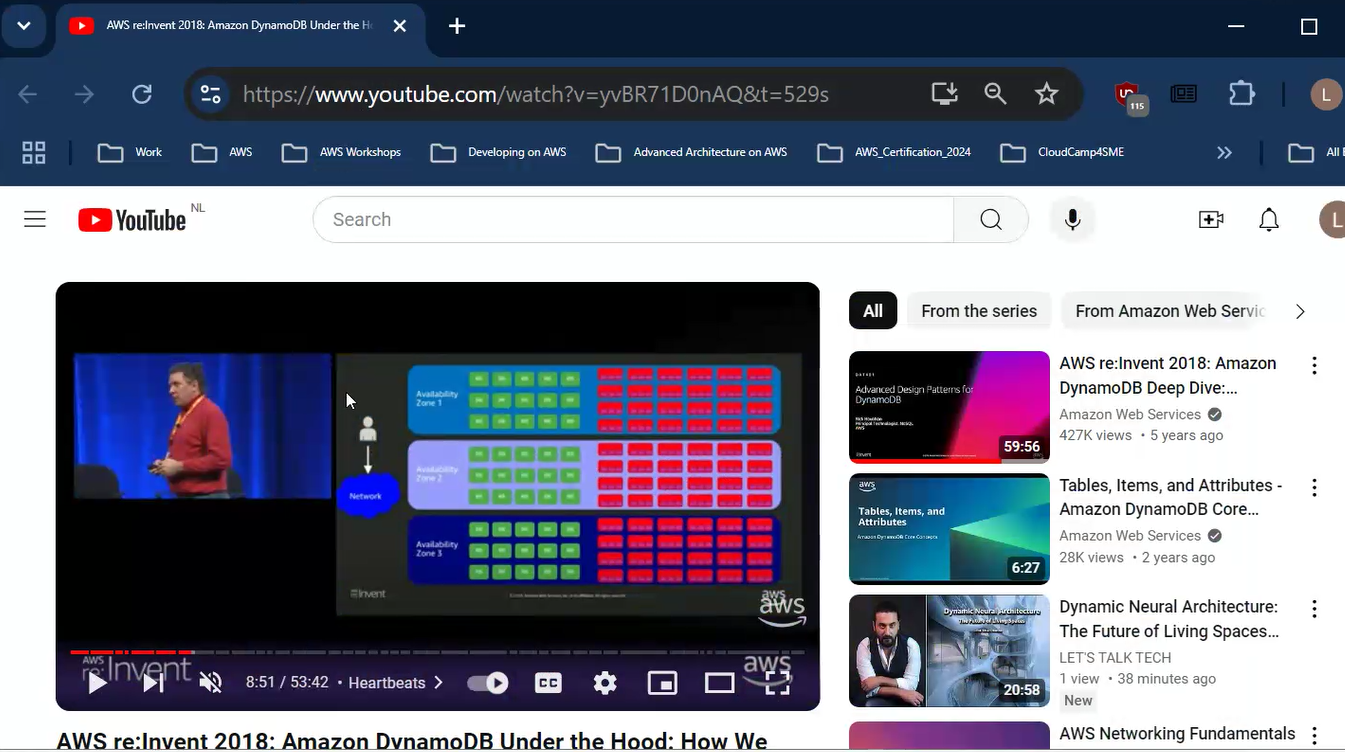 AWS re:Invent 2018: Amazon DynamoDB Under the H
https://www.youtube.com/watch?v=yvBR71D0nAQ&t=529s
115
L
Work
AWS
AWS Workshops
Developing on AWS
Advanced Architecture on AWS
AWS_Certification_2024
CloudCamp4SME
All
YouTube NL
Search
L
Availability
Zone 1
Availability
Zone 2
Availability
Zone 3
Network
re:Invent
aws
aws
AWS
re:Invent
aws
8:51 / 53:42 • Heartbeats
CC
AWS re:Invent 2018: Amazon DynamoDB Under the Hood: How We
All
From the series
From Amazon Web Servic
Advanced Design Patterns for
DynamoDB
59:56
AWS re:Invent 2018: Amazon
DynamoDB Deep Dive:...
Amazon Web Services
427K views • 5 years ago
aws
Tables, Items, and
Attributes
Amazon DynamoDB Core Concepts
6:27
Tables, Items, and Attributes -
Amazon DynamoDB Core...
Amazon Web Services
28K views • 2 years ago
Dynamic Neural Architecture:
The Future of Living Spaces
20:58
Dynamic Neural Architecture:
The Future of Living Spaces...
LET'S TALK TECH
1 view • 38 minutes ago
New
AWS Networking Fundamentals